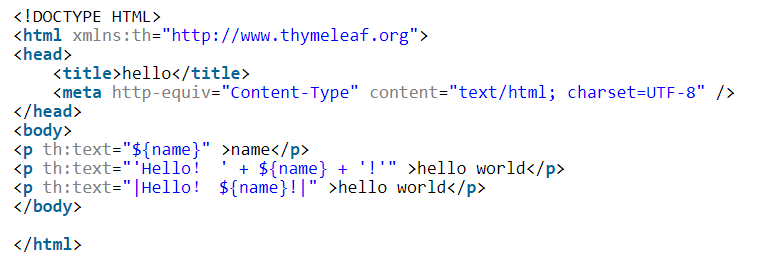 <!DOCTYPE HTML>
<html xmlns:th="http://www.thymeleaf.org">
<head>
    <title>hello</title>
    <meta http-equiv="Content-Type" content="text/html; charset=UTF-8" />
</head>
<body>
<p th:text="${name}" >name</p>
<p th:text="'Hello!  ' + ${name} + '!'" >hello world</p>
<p th:text="|Hello!  ${name}!|" >hello world</p>
</body>

</html>